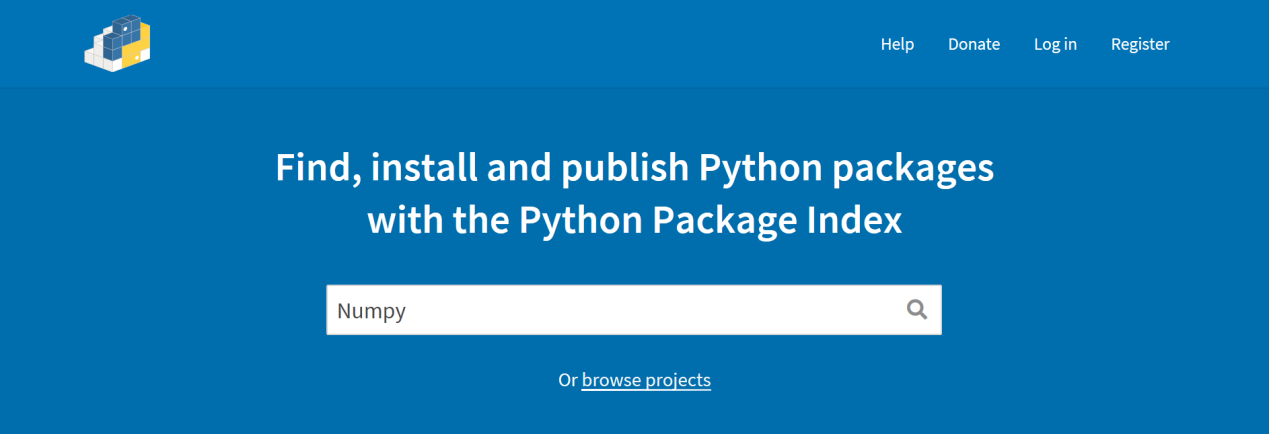 Help Donate Log in Register
Find, install and publish Python packages
with the Python Package Index
Numpy
Or browse projects